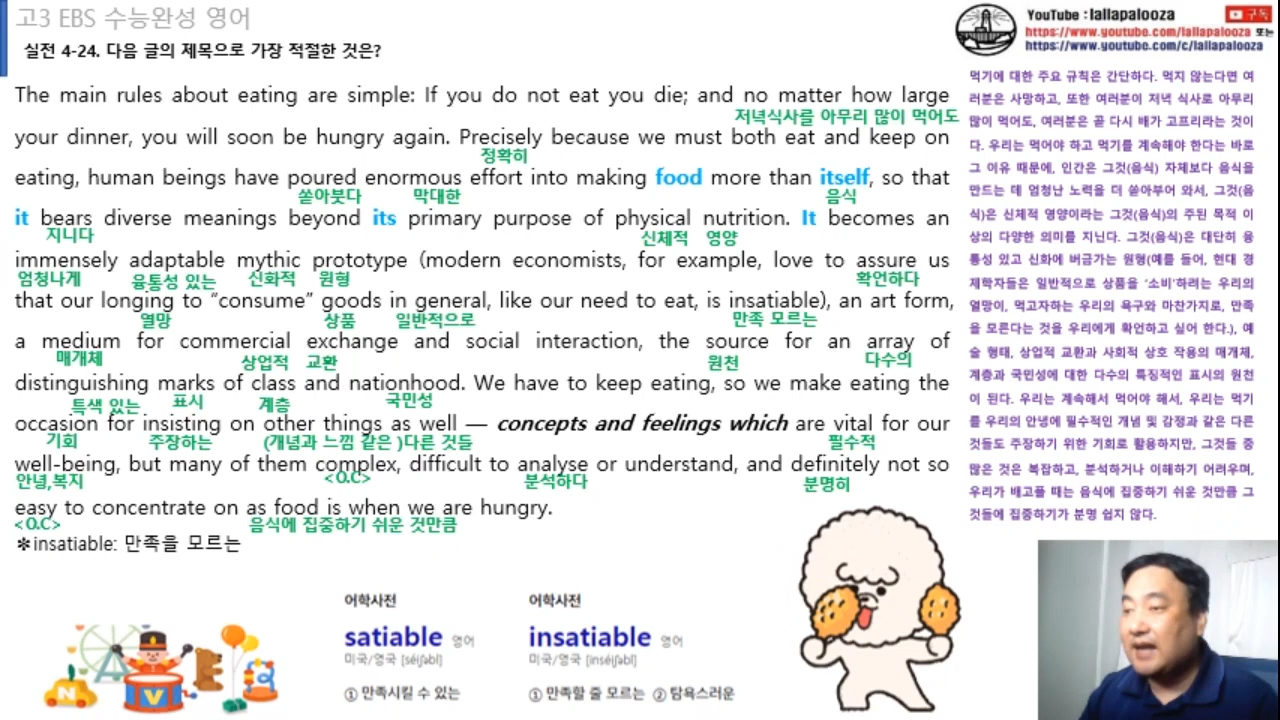 고3 EBS 수능완성 영어
실전 4-24. 다음 글의 제목으로 가장 적절한 것은?
The main rules about eating are simple: If you do not eat you die; and no matter how large
저녁식사를 아무리 많이 먹어도
your dinner, you will soon be hungry again. Precisely because we must both eat and keep on
정확히
eating, human beings have poured enormous effort into making food more than itself, so that
쏟아붓다 막대한 음식
it bears diverse meanings beyond its primary purpose of physical nutrition. It becomes an
지니다 신체적 영양
immensely adaptable mythic prototype (modern economists, for example, love to assure us
엄청나게 융통성 있는 신화적 원형 확언하다
that our longing to “consume” goods in general, like our need to eat, is insatiable), an art form,
열망 상품 일반적으로 만족 모르는
a medium for commercial exchange and social interaction, the source for an array of
매개체 상업적 교환 원천 다수의
distinguishing marks of class and nationhood. We have to keep eating, so we make eating the
특색 있는 표시 계층 국민성
occasion for insisting on other things as well — concepts and feelings which are vital for our
기회 주장하는 (개념과 느낌 같은 )다른 것들 필수적
well-being, but many of them complex, difficult to analyse or understand, and definitely not so
안녕,복지 <O.C> 분석하다 분명히
easy to concentrate on as food is when we are hungry.
<O.C> 음식에 집중하기 쉬운 것만큼
*insatiable: 만족을 모르는
YouTube : lallapalooza 구독
https://www.youtube.com/lallapalooza 또는
https://www.youtube.com/c/lallapalooza
먹기에 대한 주요 규칙은 간단하다. 먹지 않는다면 여
러분은 사망하고, 또한 여러분이 저녁 식사로 아무리
많이 먹어도, 여러분은 곧 다시 배가 고프리라는 것이
다. 우리는 먹어야 하고 먹기를 계속해야 한다는 바로
그 이유 때문에, 인간은 그것(음식) 자체보다 음식을
만드는 데 엄청난 노력을 더 쏟아부어 와서, 그것(음
식)은 신체적 영양이라는 그것(음식)의 주된 목적 이
상의 다양한 의미를 지닌다. 그것(음식)은 대단히 융
통성 있고 신화에 버금가는 원형(예를 들어, 현대 경
제학자들은 일반적으로 상품을 ‘소비’하려는 우리의
열망이, 먹고자하는 우리의 욕구와 마찬가지로, 만족
을 모른다는 것을 우리에게 확언하고 싶어 한다.), 예
술 형태, 상업적 교환과 사회적 상호 작용의 매개체,
계층과 국민성에 대한 다수의 특징적인 표시의 원천
이 된다. 우리는 계속해서 먹어야 해서, 우리는 먹기
를 우리의 안녕에 필수적인 개념 및 감정과 같은 다른
것들도 주장하기 위한 기회로 활용하지만, 그것들 중
많은 것은 복잡하고, 분석하거나 이해하기 어려우며,
우리가 배고플 때는 음식에 집중하기 쉬운 것만큼 그
것들에 집중하기가 분명 쉽지 않다.
어학사전 어학사전
satiable 영어 insatiable 영어
미국/영국 [séiʃəbl] 미국/영국 [inséiʃəbl]
① 만족시킬 수 있는 ① 만족할 줄 모르는 ② 탐욕스러운
N V